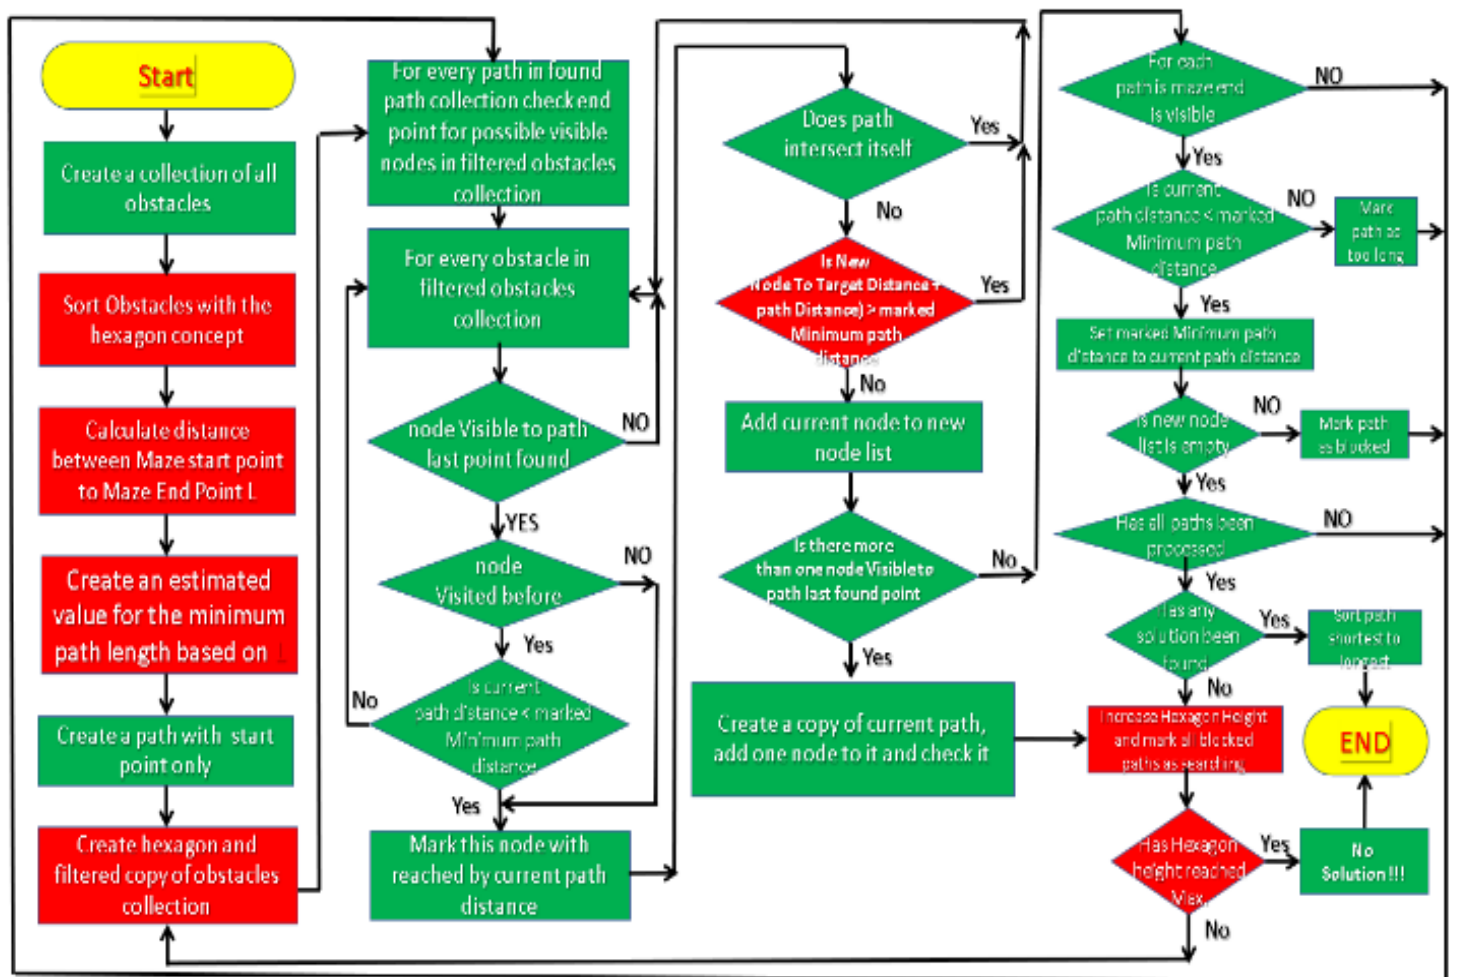 Start
Create a collection of all
obstacles
Sort Obstacles with the
hexagon concept
Calculate distance
between Maze start point
to Maze End Point L
Create an estimated
value for the minimum
path length based on L
Create a path with start
point only
Create hexagon and
filtered copy of obstacles
collection
For every path in found
path collection check end
point for possible visible
nodes in filtered obstacles
collection
For every obstacle in
filtered obstacles
collection
node Visible to path
last point found
NO
YES
node
Visited before
NO
Yes
Is current
path distance < marked
Minimum path
distance
No
Yes
Mark this node with
reached by current path
distance
Does path
intersect itself
Yes
No
Is New
Node To Target Distance +
path Distance) > marked
Minimum path
distance
Yes
No
Add current node to new
node list
Is there more
than one node Visible to
path last found point
No
Yes
Create a copy of current path,
add one node to it and check it
For each
path is maze end
is visible
NO
Yes
Is current
path distance < marked
Minimum path
distance
NO
Mark
path as
too long
Yes
Set marked Minimum path
distance to current path distance
Is new node
list is empty
NO
Mark path
as blocked
Yes
Has all paths been
processed
NO
Yes
Has any
solution been
found
Yes
Sort path
shortest to
longest
No
Increase Hexagon Height
and mark all blocked
paths as searching
END
Has Hexagon
height reached
Max.
Yes
No
Solution!!!
No